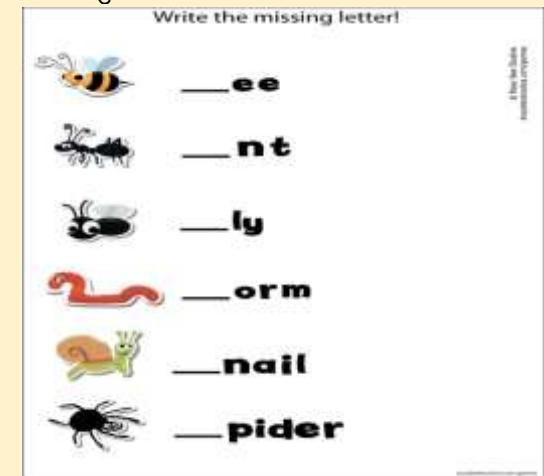 Write the missing letter!
__ee
__nt
__ly
__orm
__nail
__pider